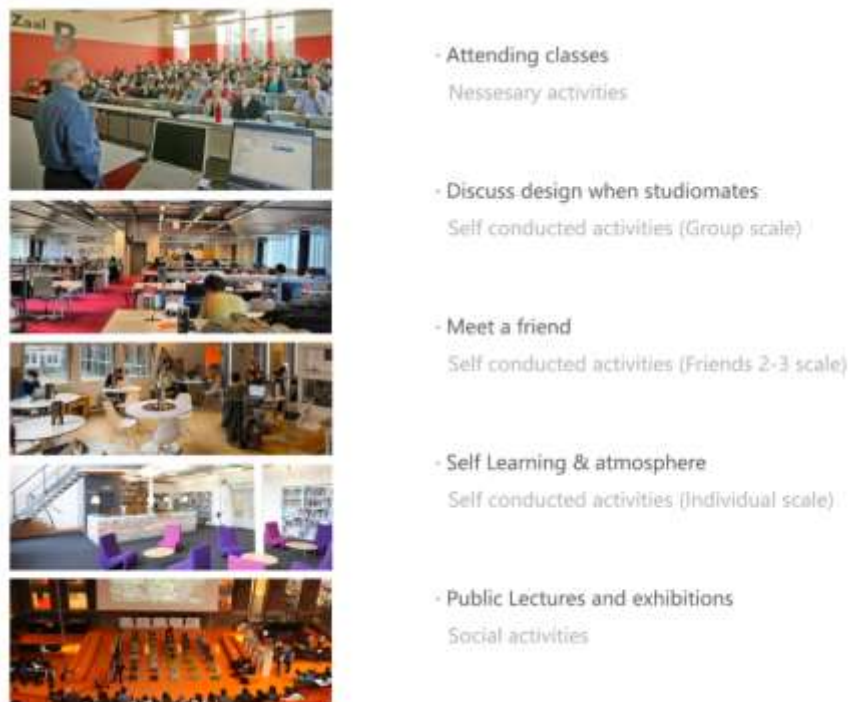 Zaal B
· Attending classes
Nessesary activities
· Discuss design when studiomates
Self conducted activities (Group scale)
· Meet a friend
Self conducted activities (Friends 2-3 scale)
· Self Learning & atmosphere
Self conducted activities (Individual scale)
· Public Lectures and exhibitions
Social activities